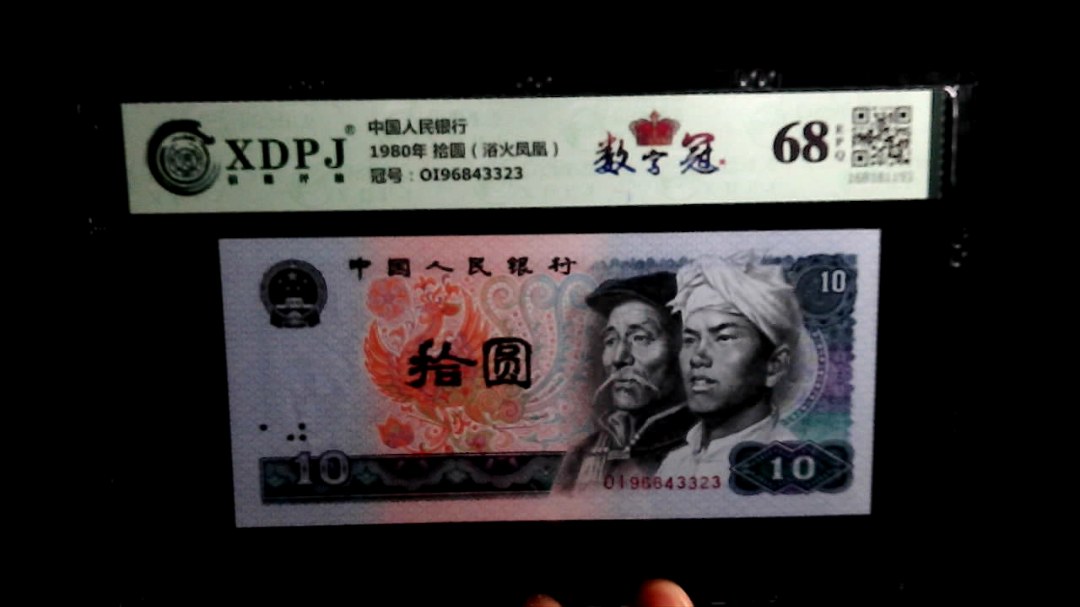 XDPJ®
中国人民银行
1980年 拾圆（浴火凤凰）
冠号：OI96843323
数字冠
68
EPQ
中国人民银行
10
拾圆
10
OI96843323
10